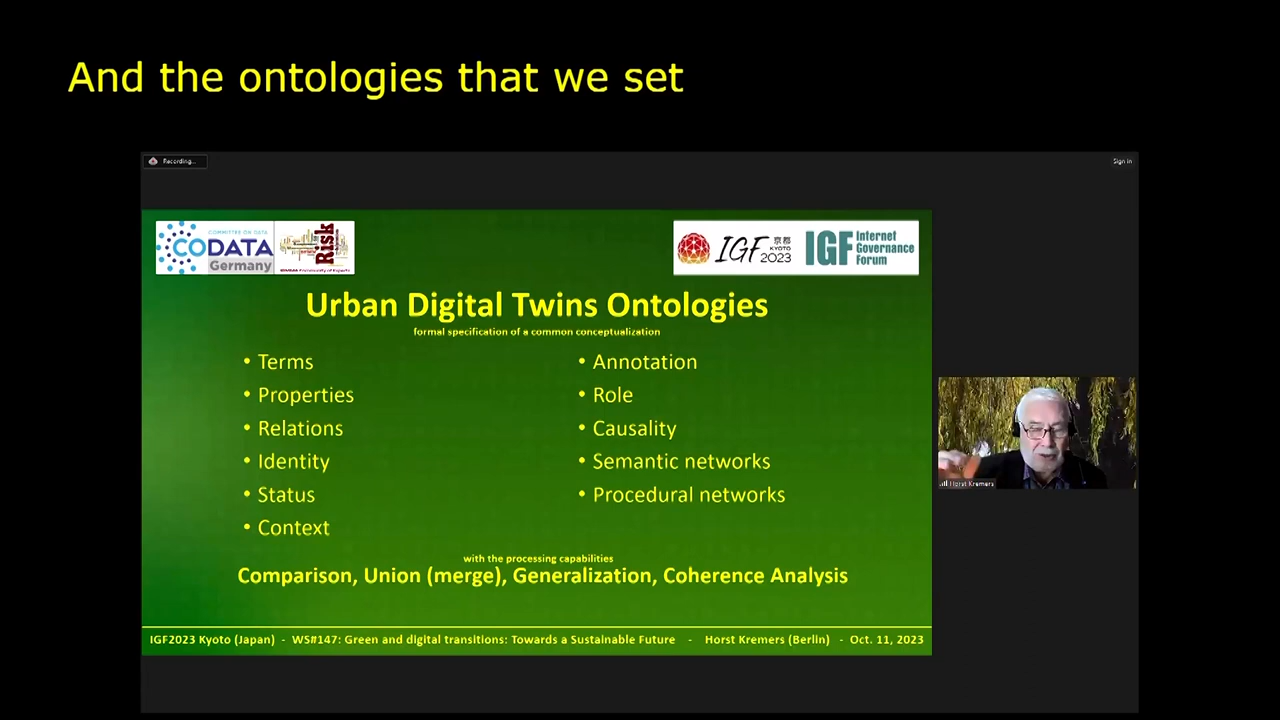 And the ontologies that we set
Recording...
Sign in
COMMITTEE ON DATA
CODATA
Germany
Risk
IGF
京都
KYOTO
2023
IGF
Internet
Governance
Forum
Urban Digital Twins Ontologies
formal specification of a common conceptualization
• Terms
• Properties
• Relations
• Identity
• Status
• Context
• Annotation
• Role
• Causality
• Semantic networks
• Procedural networks
with the processing capabilities
Comparison, Union (merge), Generalization, Coherence Analysis
IGF2023 Kyoto (Japan) - WS#147: Green and digital transitions: Towards a Sustainable Future - Horst Kremers (Berlin) - Oct. 11, 2023
Horst Kremers